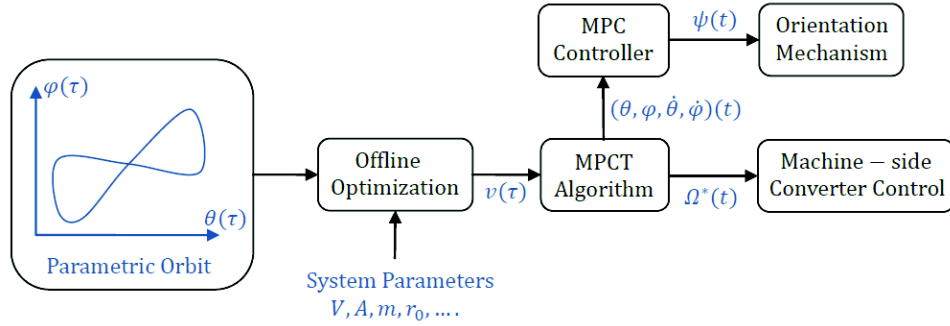 φ(τ)
θ(τ)
Parametric Orbit
Offline
Optimization
System Parameters
V, A, m, r₀, ... .
v(τ)
MPCT
Algorithm
(θ, φ, θ̇, φ̇)(t)
MPC
Controller
ψ(t)
Orientation
Mechanism
Ω*(t)
Machine − side
Converter Control